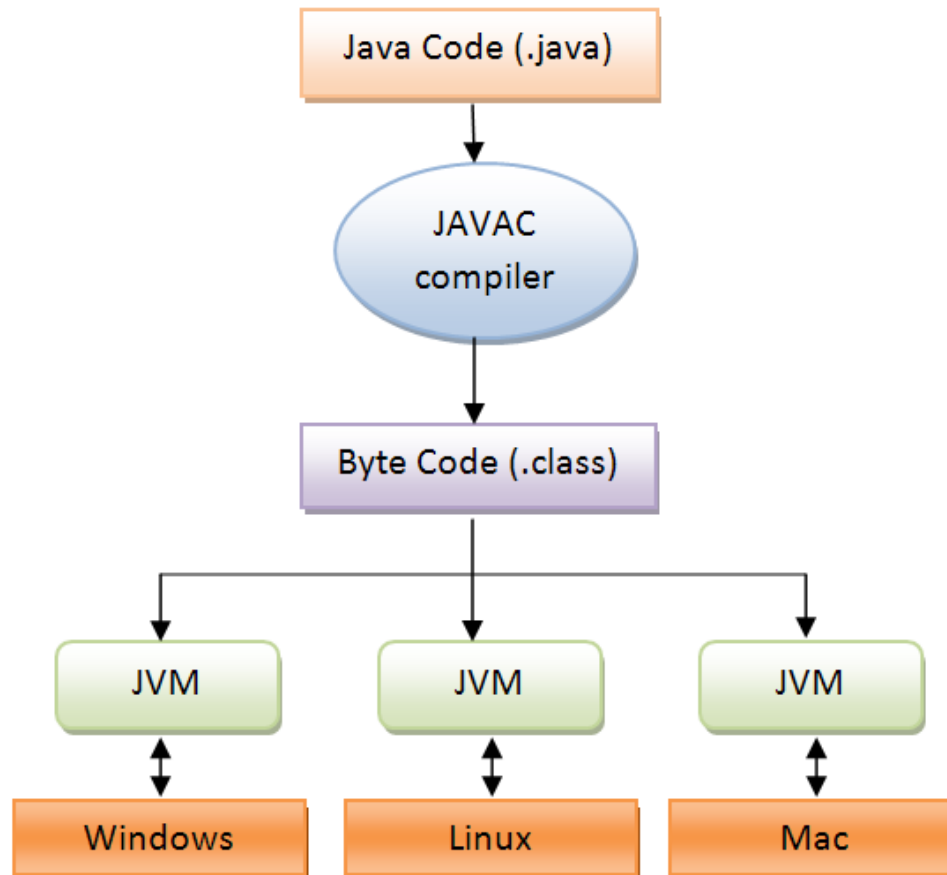 Java Code (.java)
JAVAC
compiler
Byte Code (.class)
JVM
JVM
JVM
Windows
Linux
Mac